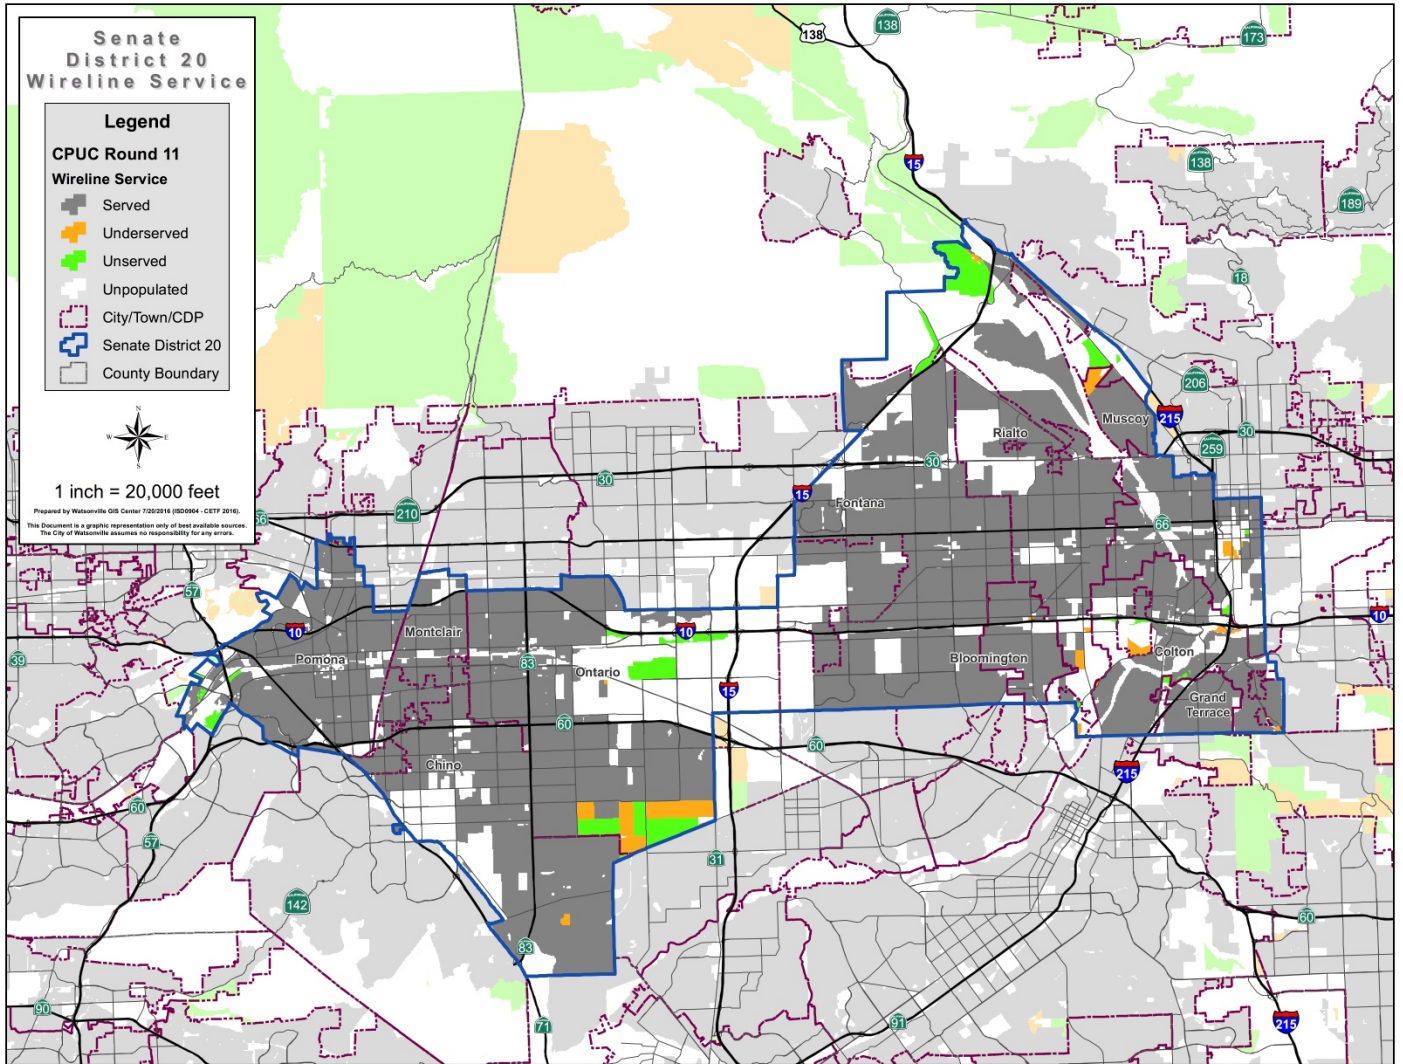 Senate
District 20
Wireline Service
Legend
CPUC Round 11
Wireline Service
Served
Underserved
Unserved
Unpopulated
City/Town/CDP
Senate District 20
County Boundary
N
W
E
S
1 inch = 20,000 feet
Prepared by Watsonville GIS Center 7/20/2016 (ISD0904 - CETF 2016).
This Document is a graphic representation only of best available sources.
The City of Watsonville assumes no responsibility for any errors.
138
138
173
15
138
189
18
206
215
30
259
Muscoy
Rialto
30
30
15
Fontana
210
66
66
57
10
Montclair
10
10
39
Pomona
83
Ontario
Bloomington
Colton
15
Grand
Terrace
60
60
Chino
215
60
57
31
142
60
83
90
71
91
215